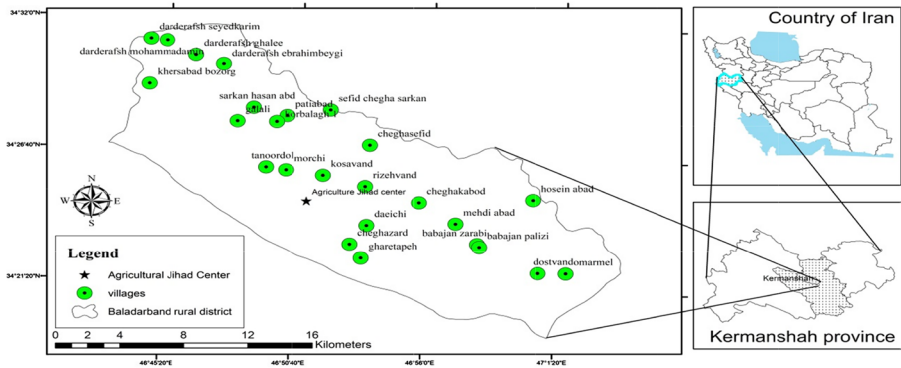 34°32'0"N
darderafsh seyedkarim
darderafsh ghalee
darderafsh mohammadamin
darderafsh ebrahimbeygi
khersabad bozorg
sarkan hasan abd
patiabad
sefid chegha sarkan
gilali
korbalagh
34°26'40"N
cheghasefid
tanoordol
morchi
kosavand
rizehvand
Agriculture Jihad center
cheghakabod
hosein abad
daeichi
mehdi abad
cheghazard
babajan zarabi
babajan palizi
gharetapeh
34°21'20"N
dostvand
omarmel
N
W
E
S
Legend
Agricultural Jihad Center
villages
Baladarband rural district
0 2 4 8 12 16
Kilometers
46°45'20"E
46°50'40"E
46°56'0"E
47°1'20"E
Country of Iran
Kermanshah
Kermanshah province